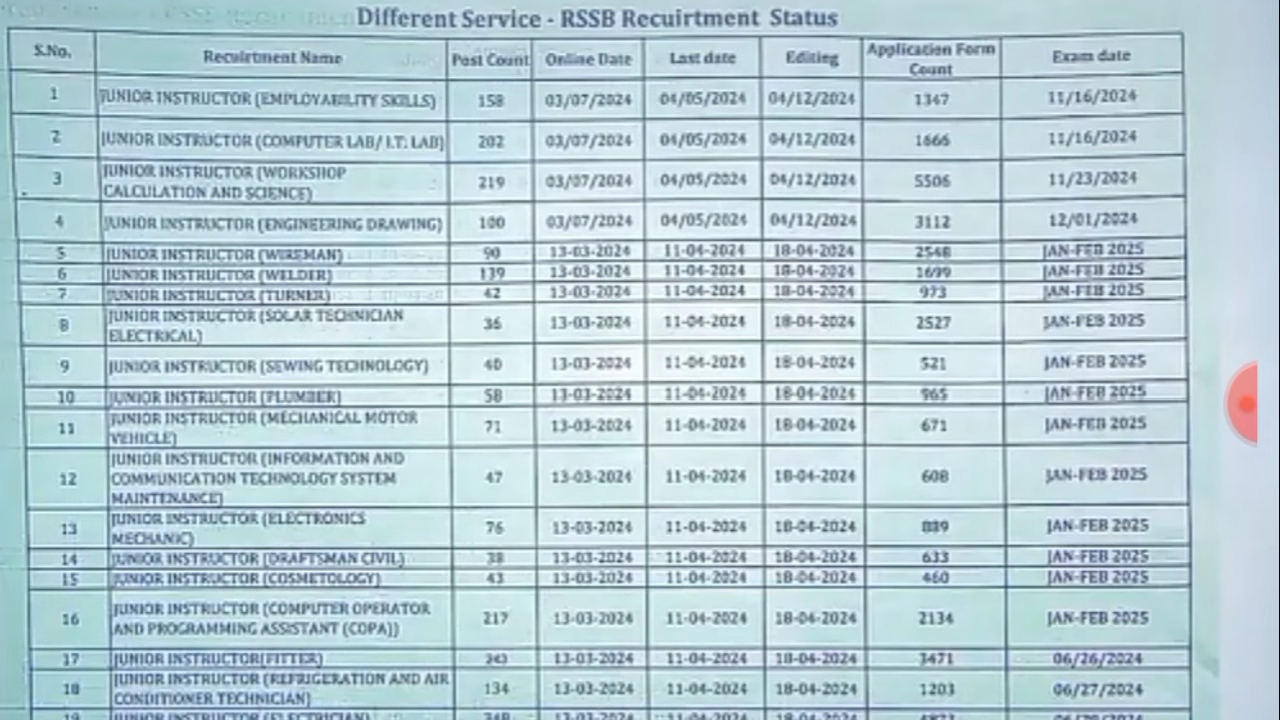 Different Service - RSSB Recuirtment Status
S.No. Recuirtment Name Post Count Online Date Last date Editing Application Form Count Exam date
1 JUNIOR INSTRUCTOR (EMPLOYABILITY SKILLS) 158 03/07/2024 04/05/2024 04/12/2024 1347 11/16/2024
2 JUNIOR INSTRUCTOR (COMPUTER LAB/ I.T: LAB) 202 03/07/2024 04/05/2024 04/12/2024 1666 11/16/2024
3 JUNIOR INSTRUCTOR (WORKSHOP CALCULATION AND SCIENCE) 219 03/07/2024 04/05/2024 04/12/2024 5506 11/23/2024
4 JUNIOR INSTRUCTOR (ENGINEERING DRAWING) 100 03/07/2024 04/05/2024 04/12/2024 3112 12/01/2024
5 JUNIOR INSTRUCTOR (WIREMAN) 90 13-03-2024 11-04-2024 18-04-2024 2548 JAN-FEB 2025
6 JUNIOR INSTRUCTOR (WELDER) 139 13-03-2024 11-04-2024 18-04-2024 1699 JAN-FEB 2025
7 JUNIOR INSTRUCTOR (TURNER) 42 13-03-2024 11-04-2024 18-04-2024 973 JAN-FEB 2025
8 JUNIOR INSTRUCTOR (SOLAR TECHNICIAN ELECTRICAL) 36 13-03-2024 11-04-2024 18-04-2024 2527 JAN-FEB 2025
9 JUNIOR INSTRUCTOR (SEWING TECHNOLOGY) 40 13-03-2024 11-04-2024 18-04-2024 521 JAN-FEB 2025
10 JUNIOR INSTRUCTOR (PLUMBER) 58 13-03-2024 11-04-2024 18-04-2024 965 JAN-FEB 2025
11 JUNIOR INSTRUCTOR (MECHANICAL MOTOR VEHICLE) 71 13-03-2024 11-04-2024 18-04-2024 671 JAN-FEB 2025
12 JUNIOR INSTRUCTOR (INFORMATION AND COMMUNICATION TECHNOLOGY SYSTEM MAINTENANCE) 47 13-03-2024 11-04-2024 18-04-2024 608 JAN-FEB 2025
13 JUNIOR INSTRUCTOR (ELECTRONICS MECHANIC) 76 13-03-2024 11-04-2024 18-04-2024 889 JAN-FEB 2025
14 JUNIOR INSTRUCTOR (DRAFTSMAN CIVIL) 38 13-03-2024 11-04-2024 18-04-2024 633 JAN-FEB 2025
15 JUNIOR INSTRUCTOR (COSMETOLOGY) 43 13-03-2024 11-04-2024 18-04-2024 460 JAN-FEB 2025
16 JUNIOR INSTRUCTOR (COMPUTER OPERATOR AND PROGRAMMING ASSISTANT (COPA)) 217 13-03-2024 11-04-2024 18-04-2024 2134 JAN-FEB 2025
17 JUNIOR INSTRUCTOR(FITTER) 13-03-2024 11-04-2024 18-04-2024 3471 06/26/2024
18 JUNIOR INSTRUCTOR (REFRIGERATION AND AIR CONDITIONER TECHNICIAN) 134 13-03-2024 11-04-2024 18-04-2024 1203 06/27/2024
19 JUNIOR INSTRUCTOR (ELECTRICIAN) 13-03-2024 11-04-2024 18-04-2024